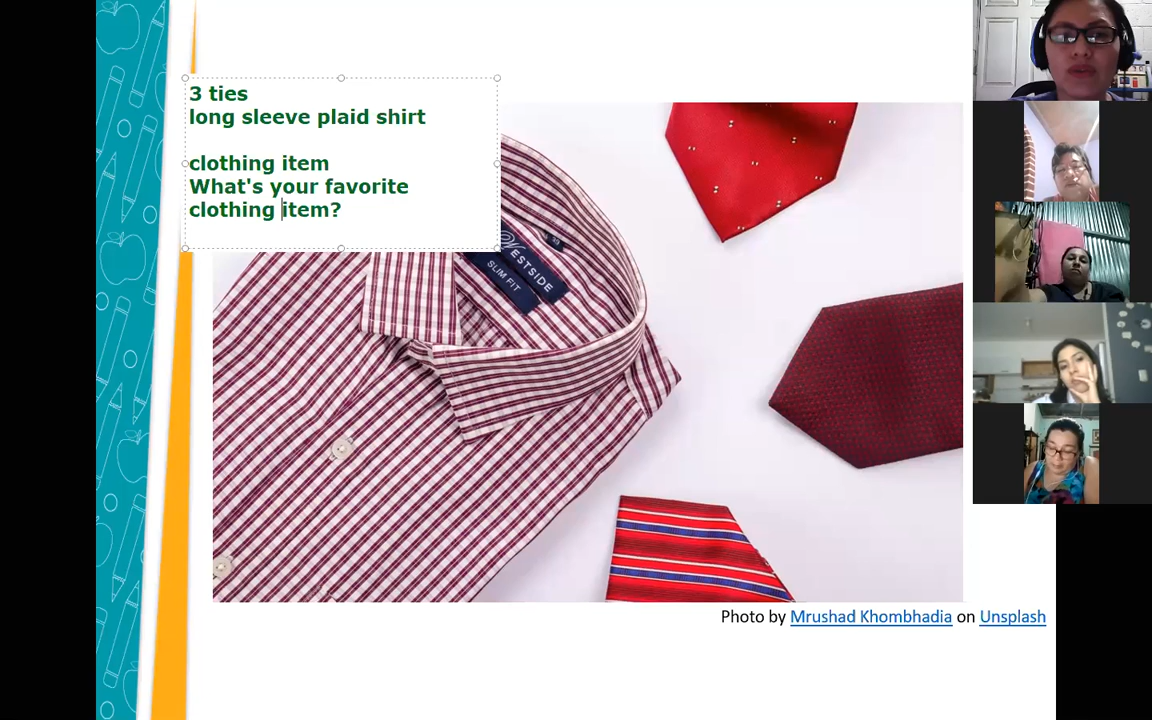 3 ties
long sleeve plaid shirt
clothing item
What's your favorite
clothing item?
WESTSIDE
SLIM FIT
39
Photo by Mrushad Khombhadia on Unsplash